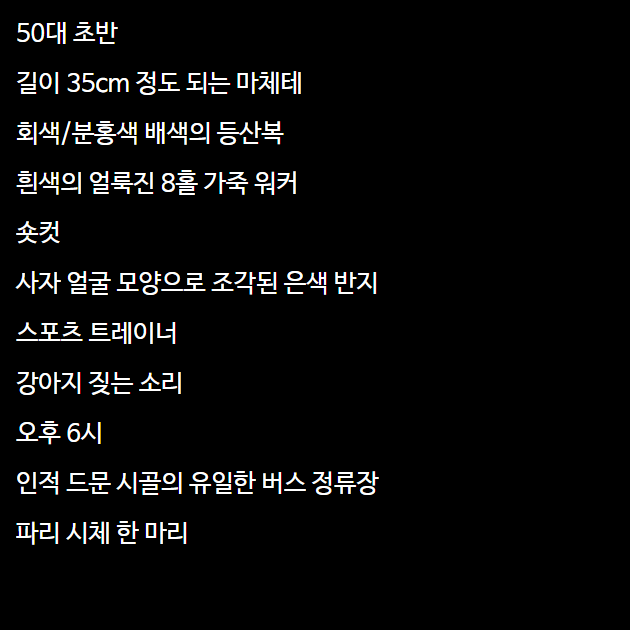 50대 초반
길이 35cm 정도 되는 마체테
회색/분홍색 배색의 등산복
흰색의 얼룩진 8홀 가죽 워커
숏컷
사자 얼굴 모양으로 조각된 은색 반지
스포츠 트레이너
강아지 짖는 소리
오후 6시
인적 드문 시골의 유일한 버스 정류장
파리 시체 한 마리